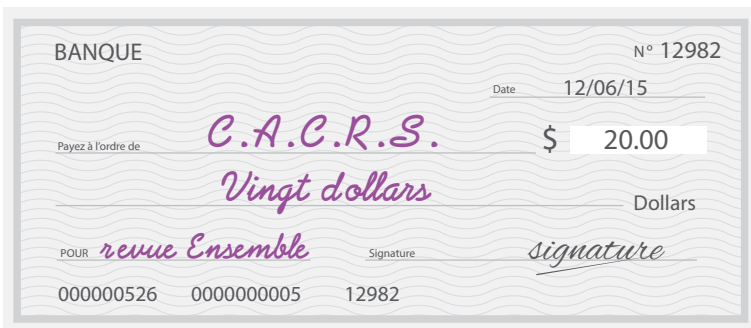 BANQUE N° 12982
Date 12/06/15
Payez à l'ordre de C.A.C.R.S. $ 20.00
Vingt dollars Dollars
POUR revue Ensemble Signature signature
000000526 0000000005 12982